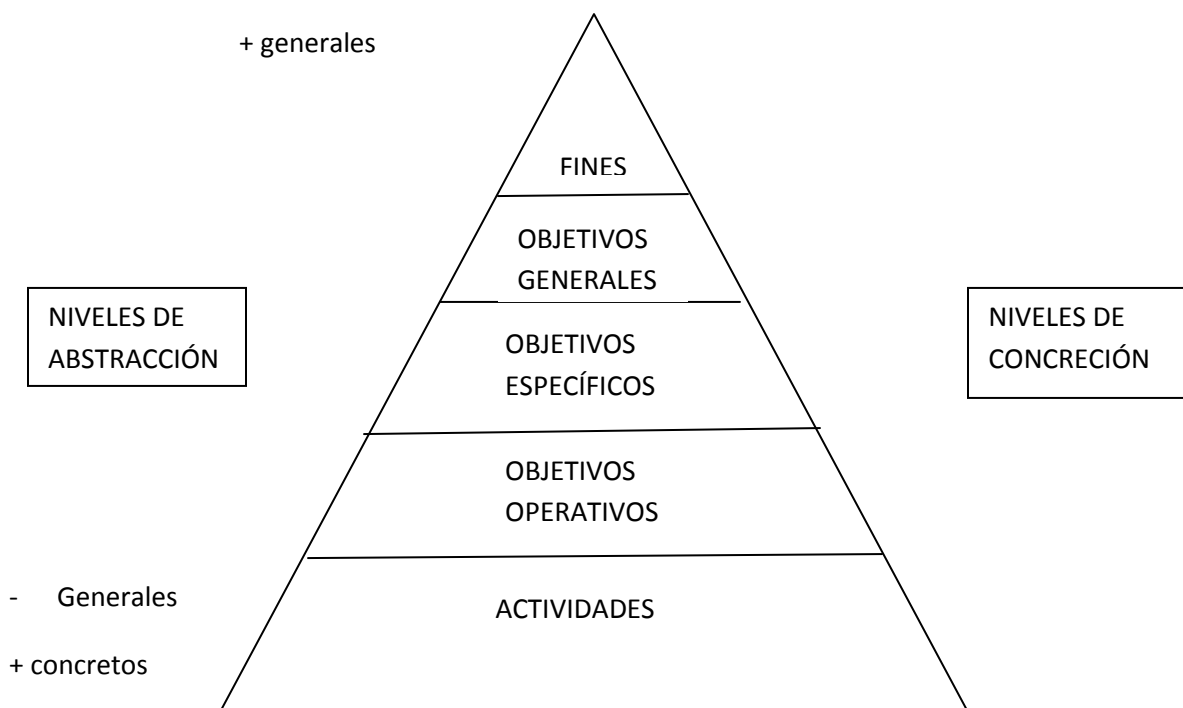 + generales
FINES
OBJETIVOS
GENERALES
NIVELES DE
ABSTRACCIÓN
NIVELES DE
CONCRECIÓN
OBJETIVOS
ESPECÍFICOS
OBJETIVOS
OPERATIVOS
- Generales
ACTIVIDADES
+ concretos